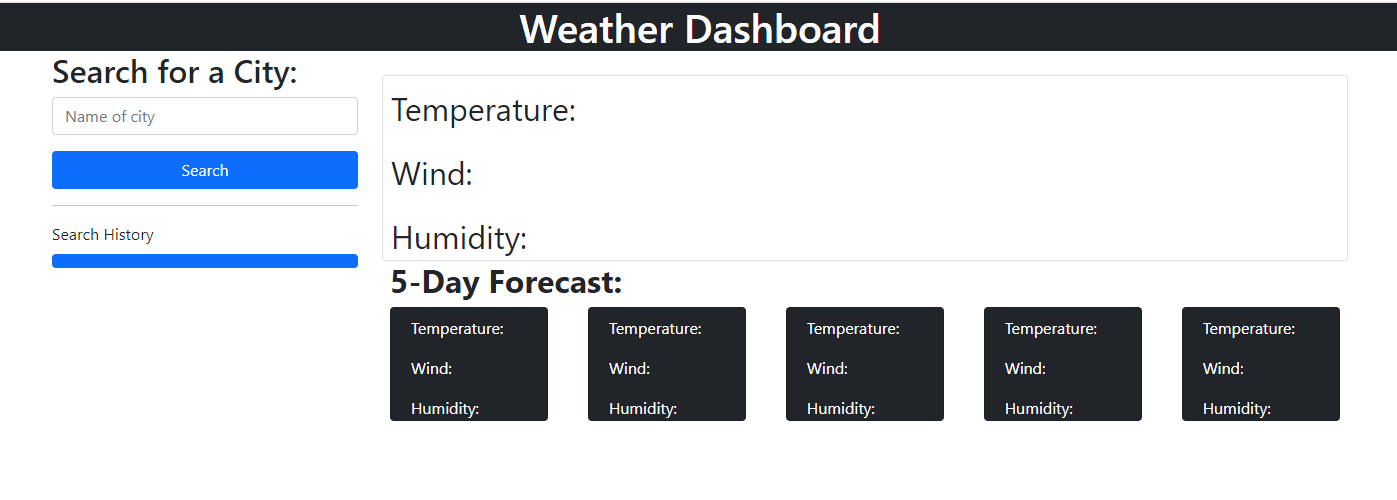 Weather Dashboard
Search for a City:
Name of city
Search
Search History
Temperature:
Wind:
Humidity:
5-Day Forecast:
Temperature:
Wind:
Humidity:
Temperature:
Wind:
Humidity:
Temperature:
Wind:
Humidity:
Temperature:
Wind:
Humidity:
Temperature:
Wind:
Humidity: